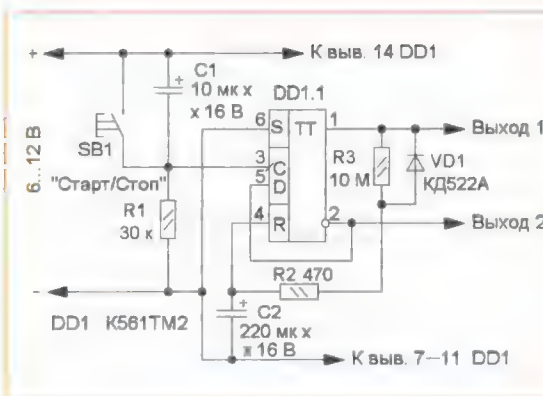 +
К выв. 14 DD1
C1
10 мк х
х 16 В
DD1.1
6
S
TT
1
Выход 1
SB1
3
C
5
D
R3
10 М
VD1
КД522А
6...12 В
"Старт/Стоп"
R1
30 к
4
R
2
Выход 2
R2 470
−
DD1 К561ТМ2
+
C2
220 мк х
х 16 В
К выв. 7–11 DD1